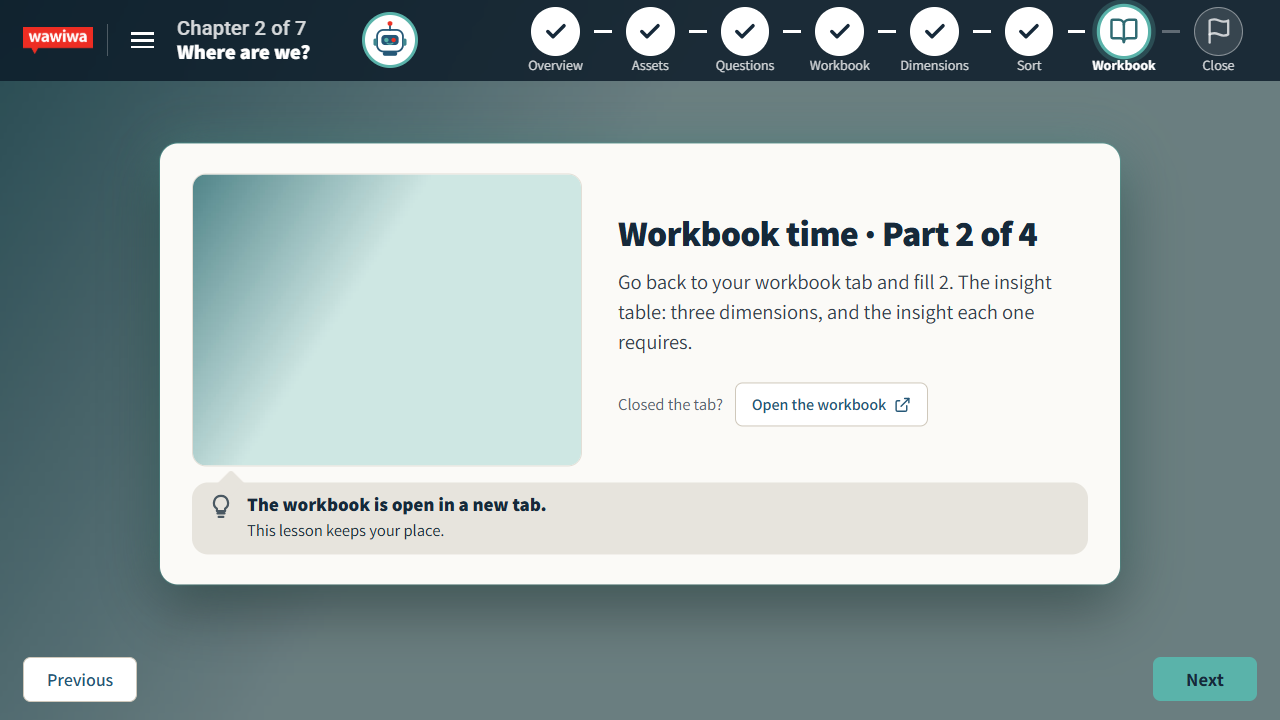 wawiwa
Chapter 2 of 7
Where are we?
Overview
Assets
Questions
Workbook
Dimensions
Sort
Workbook
Close
Workbook time • Part 2 of 4
Go back to your workbook tab and fill 2. The insight
table: three dimensions, and the insight each one
requires.
Closed the tab?
Open the workbook
The workbook is open in a new tab.
This lesson keeps your place.
Previous
Next